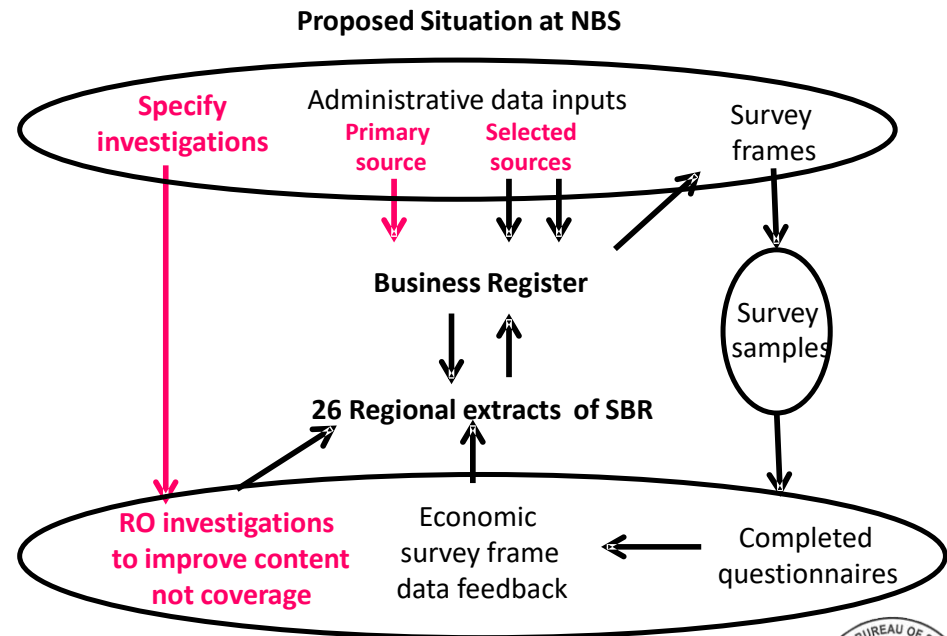 Proposed Situation at NBS
Specify
investigations
Administrative data inputs
Primary
source
Selected
sources
Survey
frames
Business Register
Survey
samples
26 Regional extracts of SBR
RO investigations
to improve content
not coverage
Economic
survey frame
data feedback
Completed
questionnaires
BUREAU OF